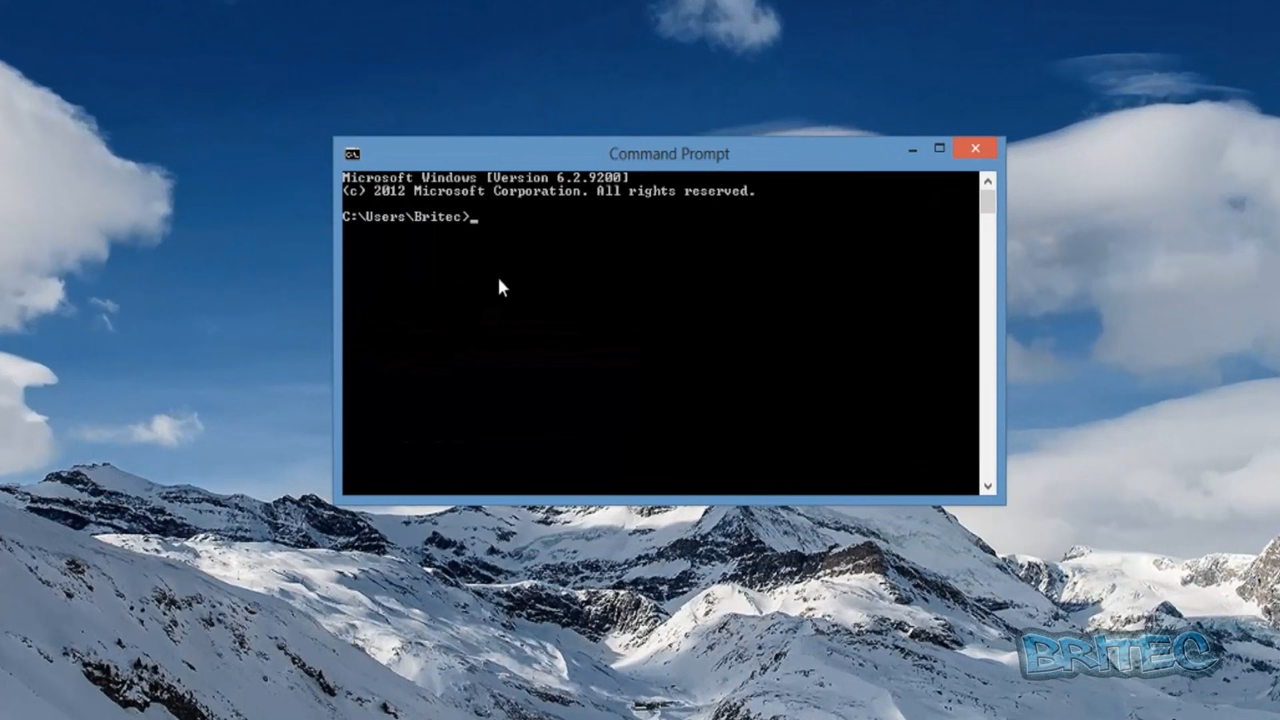 Command Prompt
Microsoft Windows [Version 6.2.9200]
(c) 2012 Microsoft Corporation. All rights reserved.
C:\Users\Britec>_
BRITEC